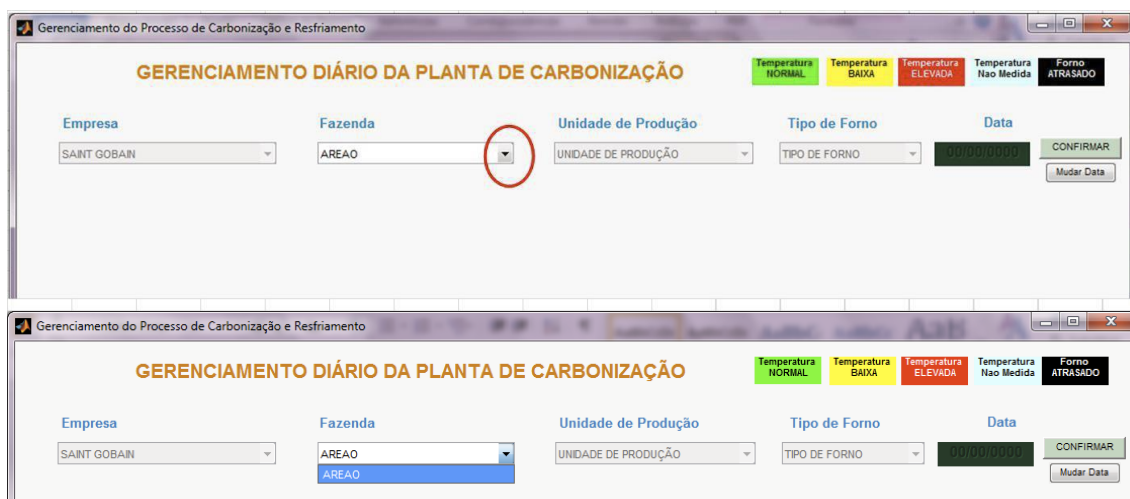 Gerenciamento do Processo de Carbonização e Resfriamento
GERENCIAMENTO DIÁRIO DA PLANTA DE CARBONIZAÇÃO
Temperatura NORMAL
Temperatura BAIXA
Temperatura ELEVADA
Temperatura Nao Medida
Forno ATRASADO
Empresa Fazenda Unidade de Produção Tipo de Forno Data
SAINT GOBAIN AREAO UNIDADE DE PRODUÇÃO TIPO DE FORNO 00/00/0000 CONFIRMAR
Mudar Data
Gerenciamento do Processo de Carbonização e Resfriamento
GERENCIAMENTO DIÁRIO DA PLANTA DE CARBONIZAÇÃO
Temperatura NORMAL
Temperatura BAIXA
Temperatura ELEVADA
Temperatura Nao Medida
Forno ATRASADO
Empresa Fazenda Unidade de Produção Tipo de Forno Data
SAINT GOBAIN AREAO UNIDADE DE PRODUÇÃO TIPO DE FORNO 00/00/0000 CONFIRMAR
AREAO Mudar Data